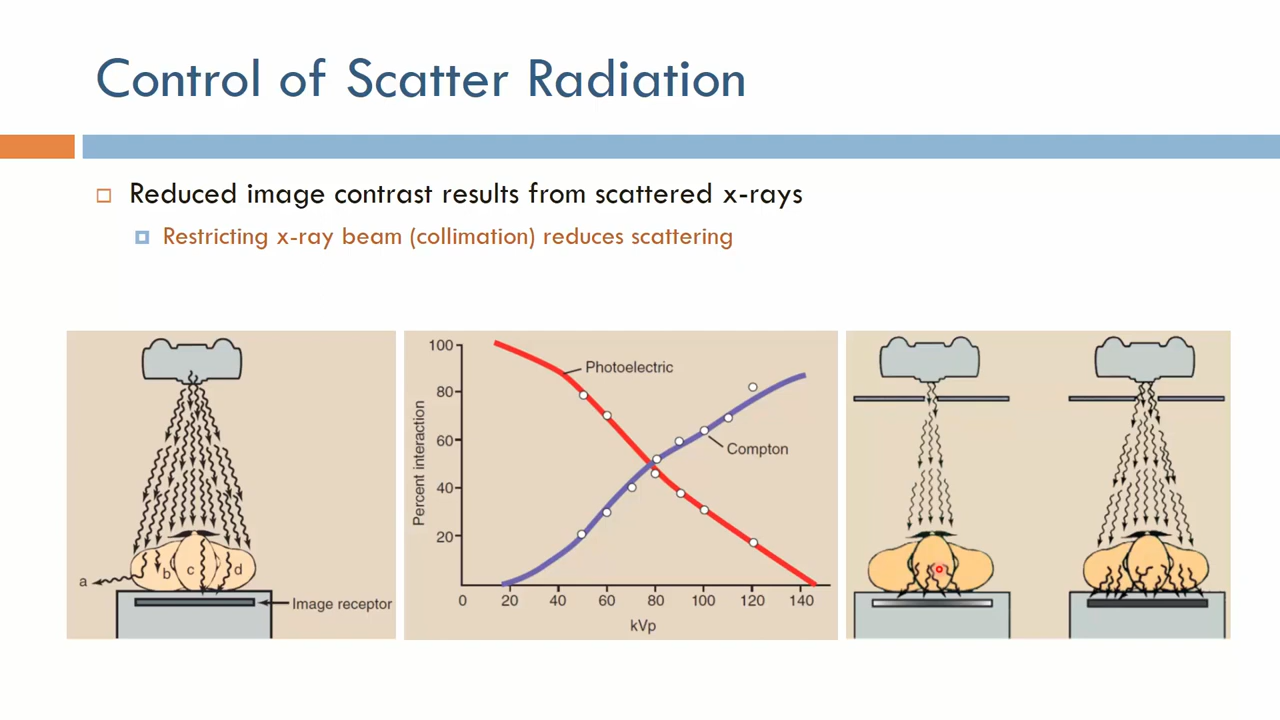 Control of Scatter Radiation
Reduced image contrast results from scattered x-rays
Restricting x-ray beam (collimation) reduces scattering
a
b
c
d
Image receptor
Percent interaction
100
80
60
40
20
Photoelectric
Compton
0 20 40 60 80 100 120 140
kVp